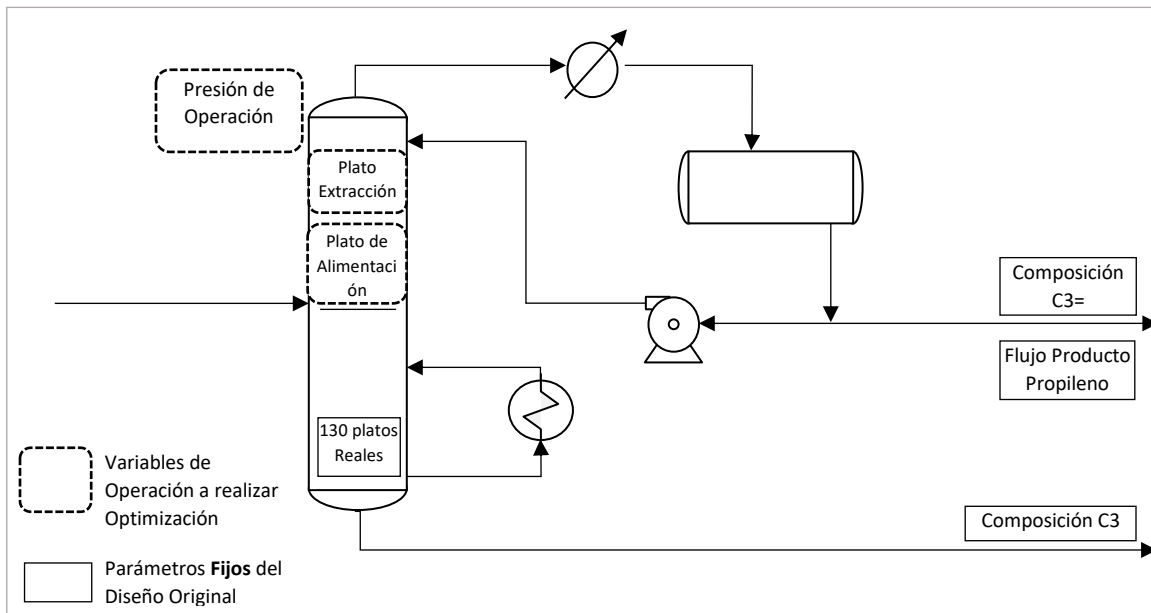 Presión de
Operación
Plato
Extracción
Plato de
Alimentaci
ón
130 platos
Reales
Composición
C3=
Flujo Producto
Propileno
Composición C3
Variables de
Operación a realizar
Optimización
Parámetros Fijos del
Diseño Original